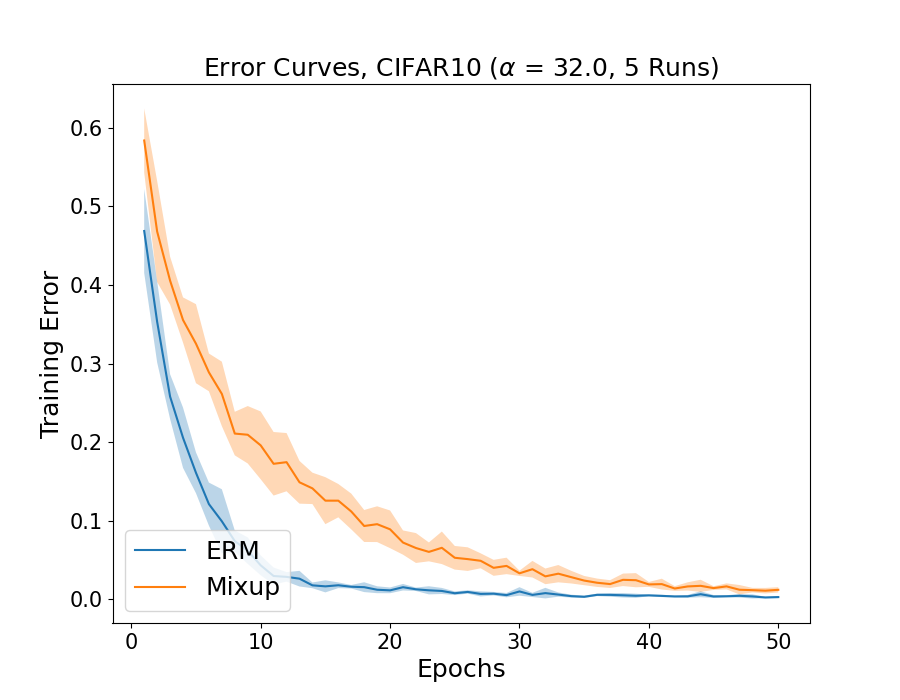 Error Curves, CIFAR10 (α = 32.0, 5 Runs)
Training Error
0.6
0.5
0.4
0.3
0.2
0.1
0.0
ERM
Mixup
0 10 20 30 40 50
Epochs